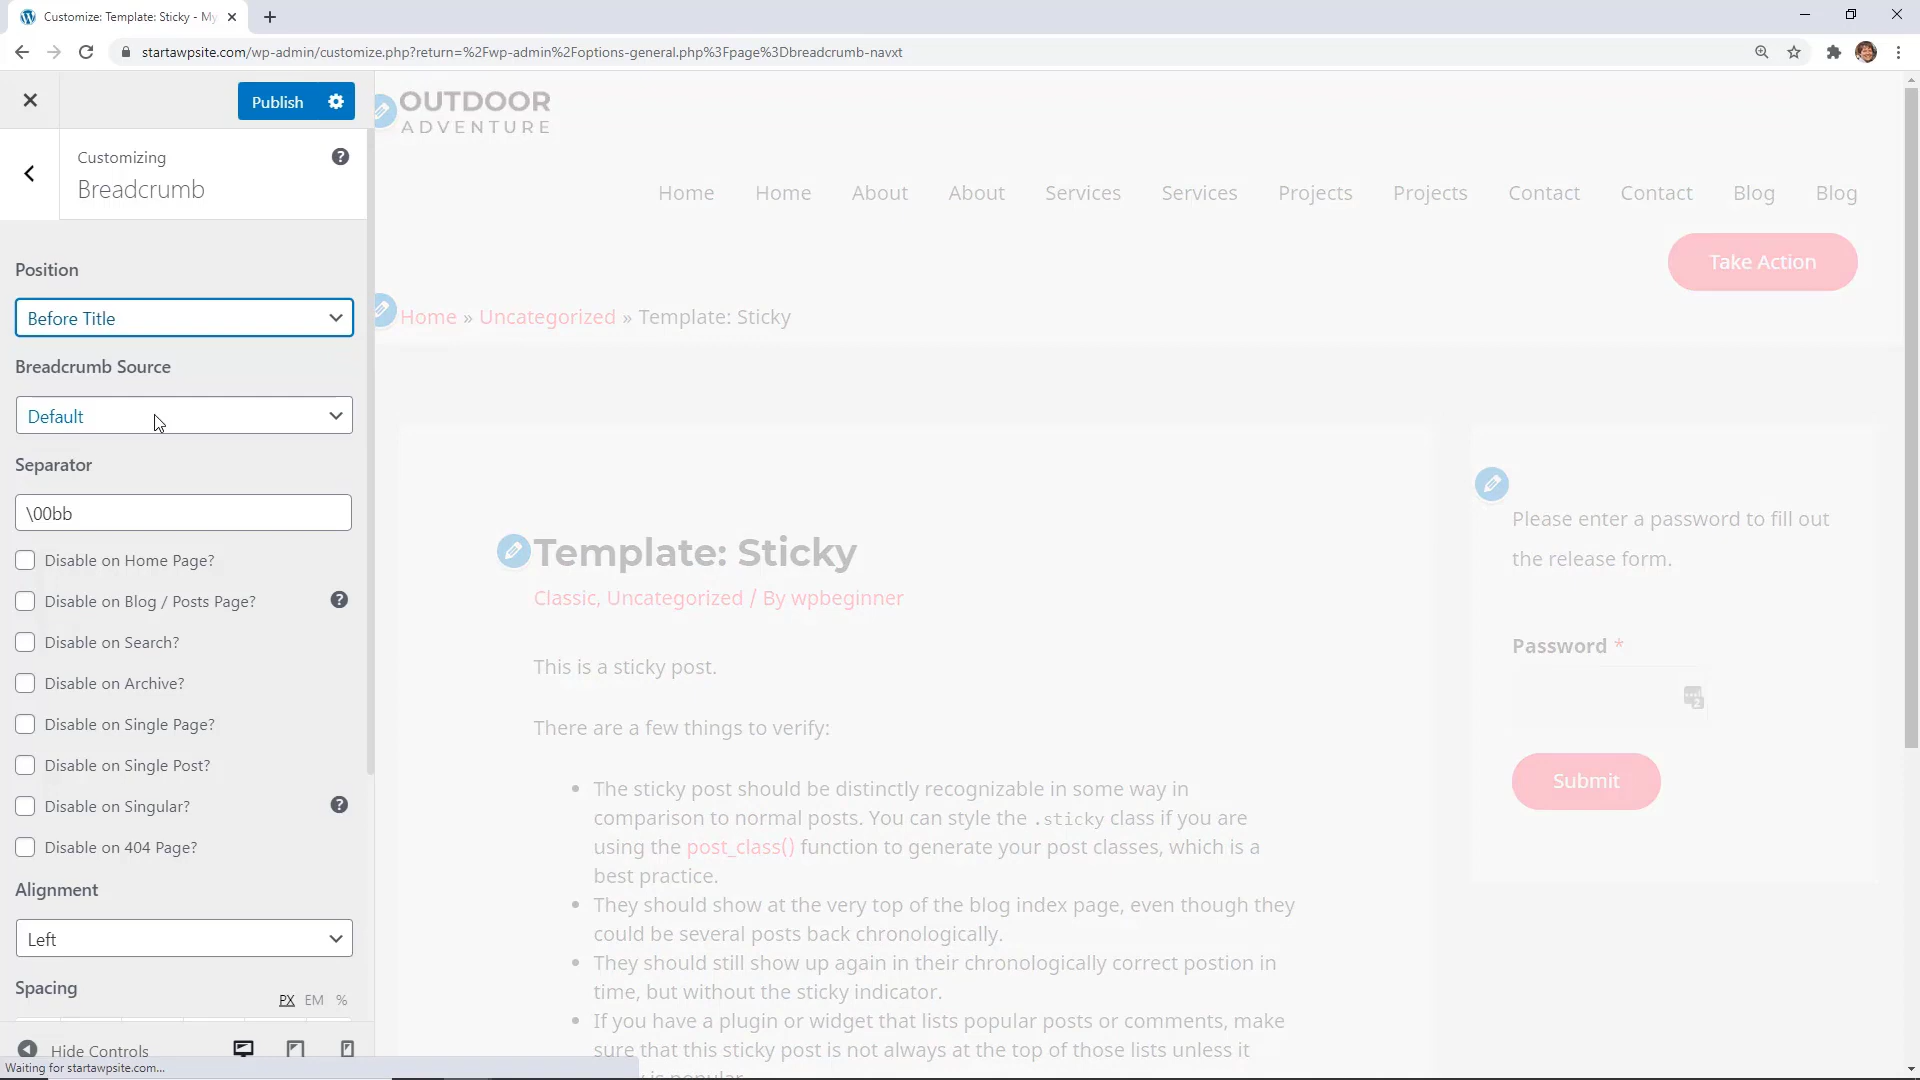 Customize: Template: Sticky - My
startawpsite.com/wp-admin/customize.php?return=%2Fwp-admin%2Foptions-general.php%3Fpage%3Dbreadcrumb-navxt
Publish
Customizing
Breadcrumb
Position
Before Title
Breadcrumb Source
Default
Separator
\00bb
Disable on Home Page?
Disable on Blog / Posts Page?
Disable on Search?
Disable on Archive?
Disable on Single Page?
Disable on Single Post?
Disable on Singular?
Disable on 404 Page?
Alignment
Left
Spacing
PX EM %
Hide Controls
Waiting for startawpsite.com...
OUTDOOR
ADVENTURE
Home Home About About Services Services Projects Projects Contact Contact Blog Blog
Take Action
Home » Uncategorized » Template: Sticky
Template: Sticky
Classic, Uncategorized / By wpbeginner
This is a sticky post.
There are a few things to verify:
• The sticky post should be distinctly recognizable in some way in
comparison to normal posts. You can style the .sticky class if you are
using the post_class() function to generate your post classes, which is a
best practice.
• They should show at the very top of the blog index page, even though they
could be several posts back chronologically.
• They should still show up again in their chronologically correct postion in
time, but without the sticky indicator.
• If you have a plugin or widget that lists popular posts or comments, make
sure that this sticky post is not always at the top of those lists unless it
is popular.
Please enter a password to fill out
the release form.
Password *
Submit